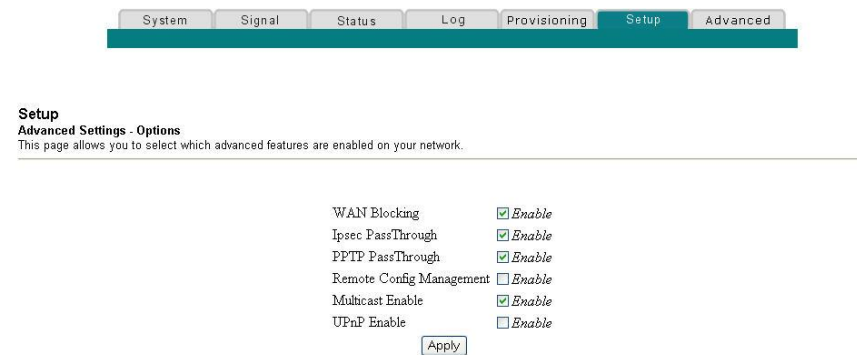 System Signal Status Log Provisioning Setup Advanced
Setup
Advanced Settings - Options
This page allows you to select which advanced features are enabled on your network.
WAN Blocking Enable
Ipsec PassThrough Enable
PPTP PassThrough Enable
Remote Config Management Enable
Multicast Enable Enable
UPnP Enable Enable
Apply